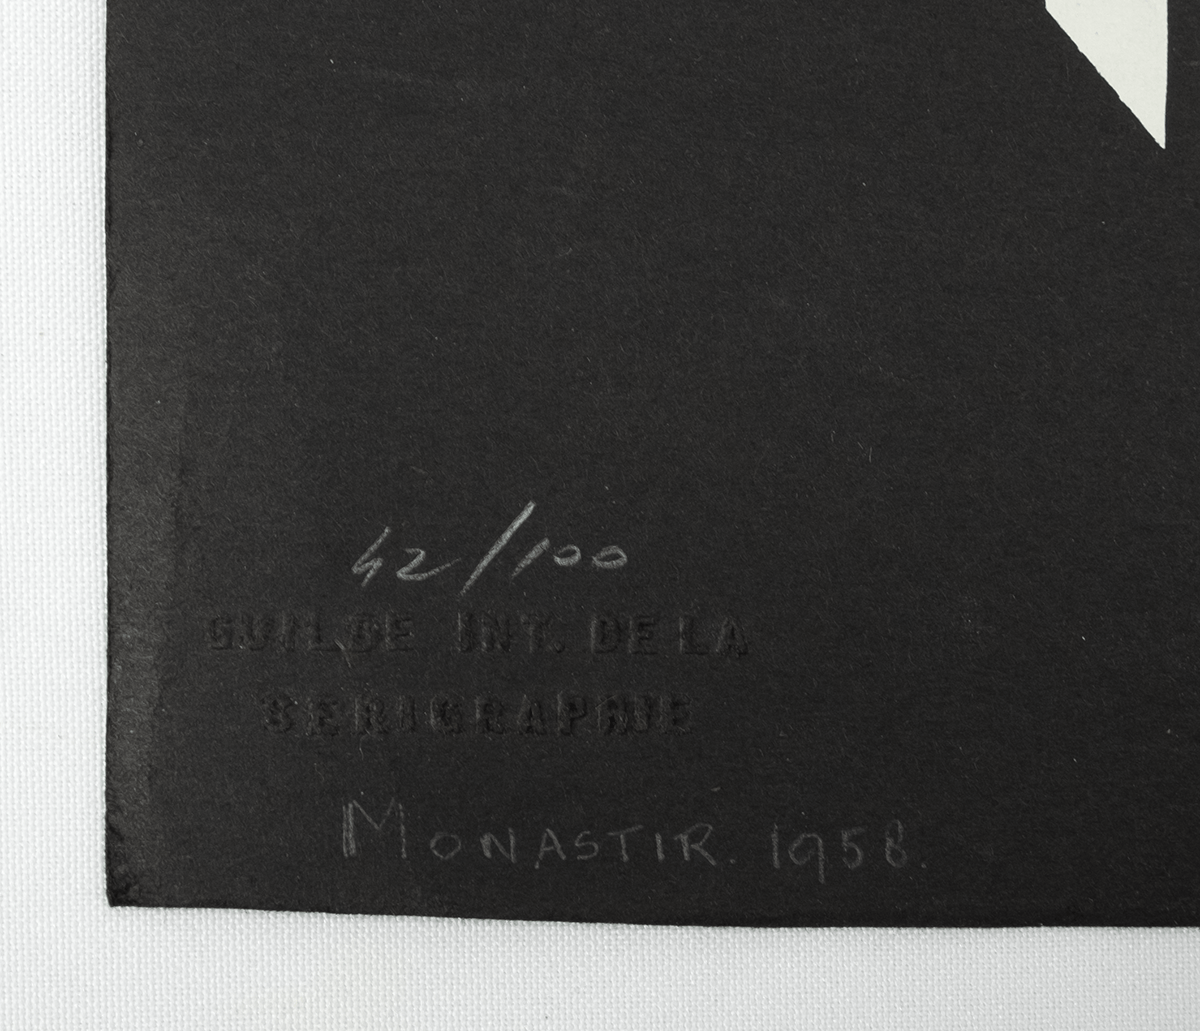 42/100
GUILDE INT. DE LA
SERIGRAPHIE
MONASTIR. 1958.